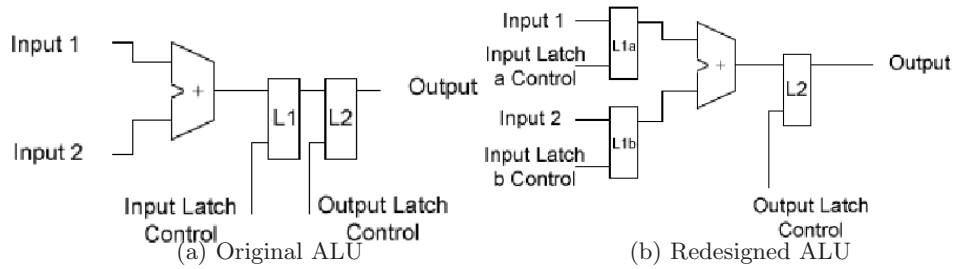 Input 1
+
L1
L2
Output
Input 2
Input Latch
Control
Output Latch
Control
(a) Original ALU
Input 1
L1a
Input Latch
a Control
+
L2
Output
Input 2
L1b
Input Latch
b Control
Output Latch
Control
(b) Redesigned ALU